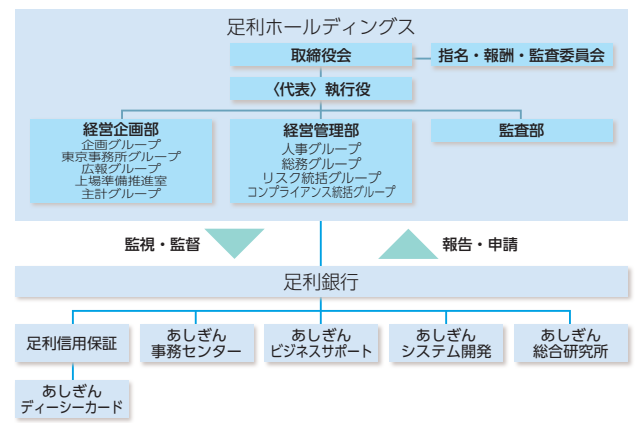 足利ホールディングス
取締役会
指名・報酬・監査委員会
〈代表〉執行役
経営企画部
企画グループ
東京事務所グループ
広報グループ
上場準備推進室
主計グループ
経営管理部
人事グループ
総務グループ
リスク統括グループ
コンプライアンス統括グループ
監査部
監視・監督
報告・申請
足利銀行
足利信用保証
あしぎん
事務センター
あしぎん
ビジネスサポート
あしぎん
システム開発
あしぎん
総合研究所
あしぎん
ディーシーカード